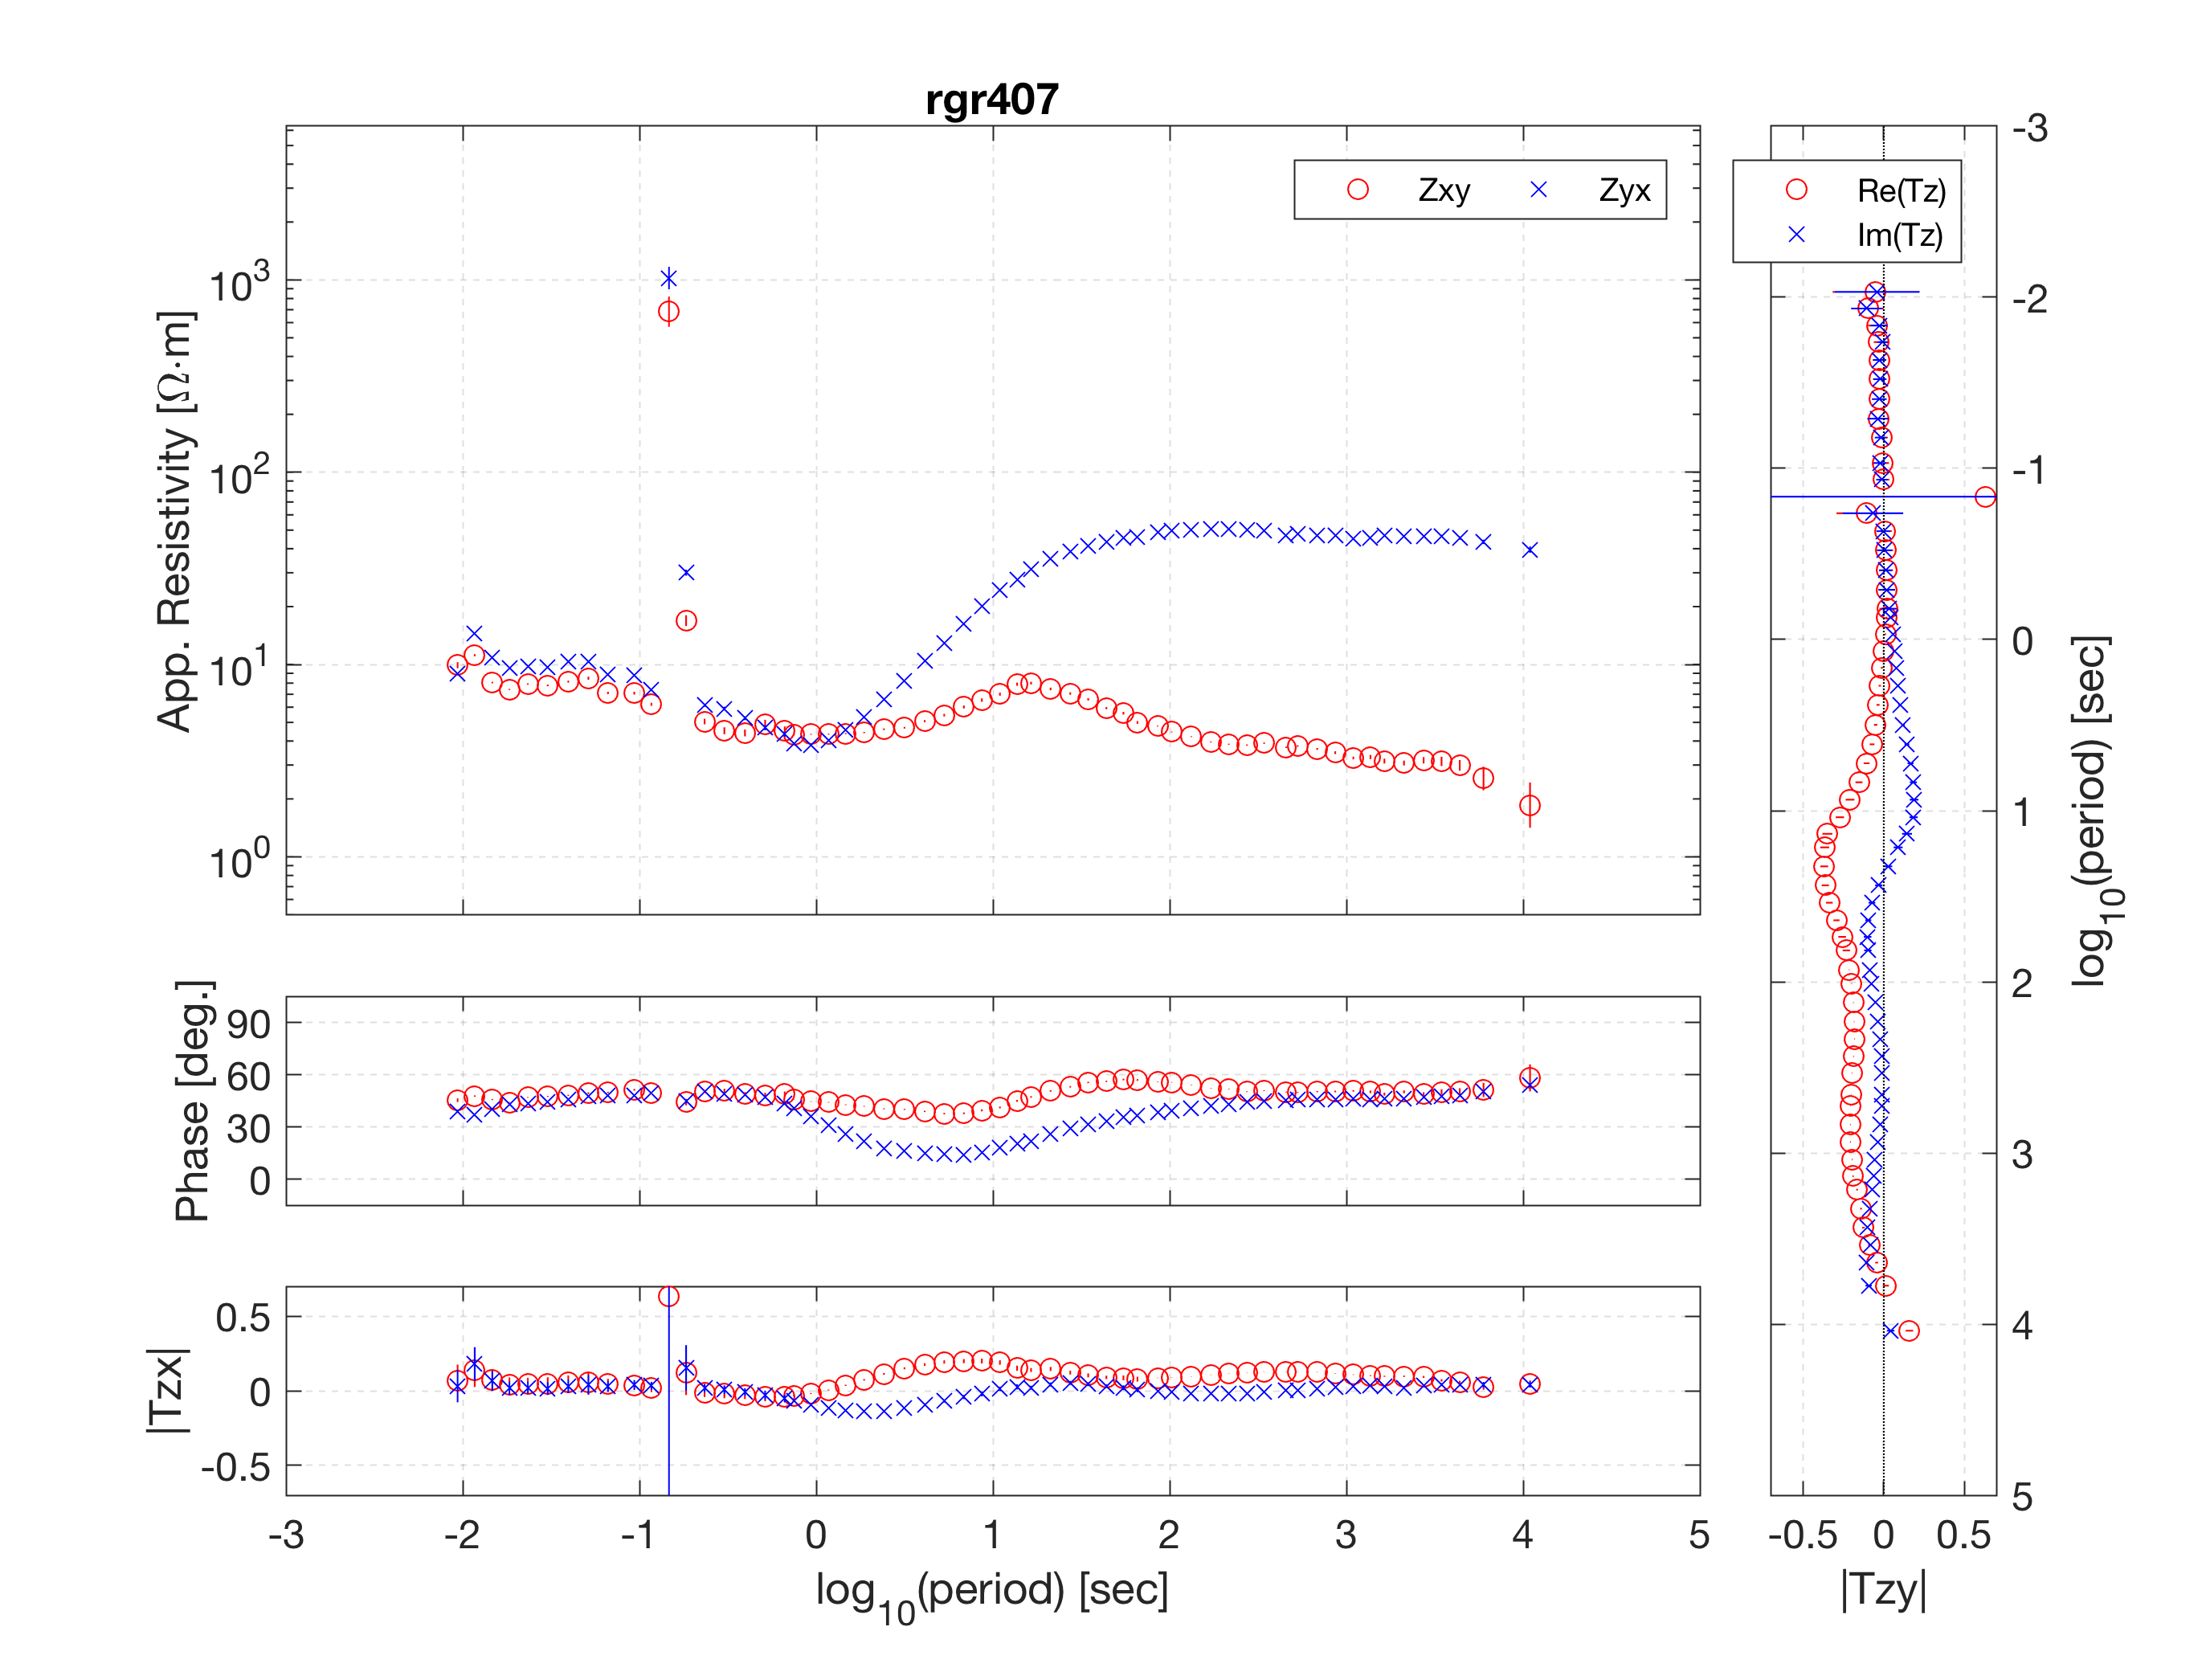 rgr407
Zxy Zyx
Re(Tz)
Im(Tz)
App. Resistivity [Ω·m]
10³
10²
10¹
10⁰
Phase [deg.]
90
60
30
0
|Tzx|
0.5
0
-0.5
-3 -2 -1 0 1 2 3 4 5
log₁₀(period) [sec]
-3
-2
-1
0
1
2
3
4
5
log₁₀(period) [sec]
-0.5 0 0.5
|Tzy|